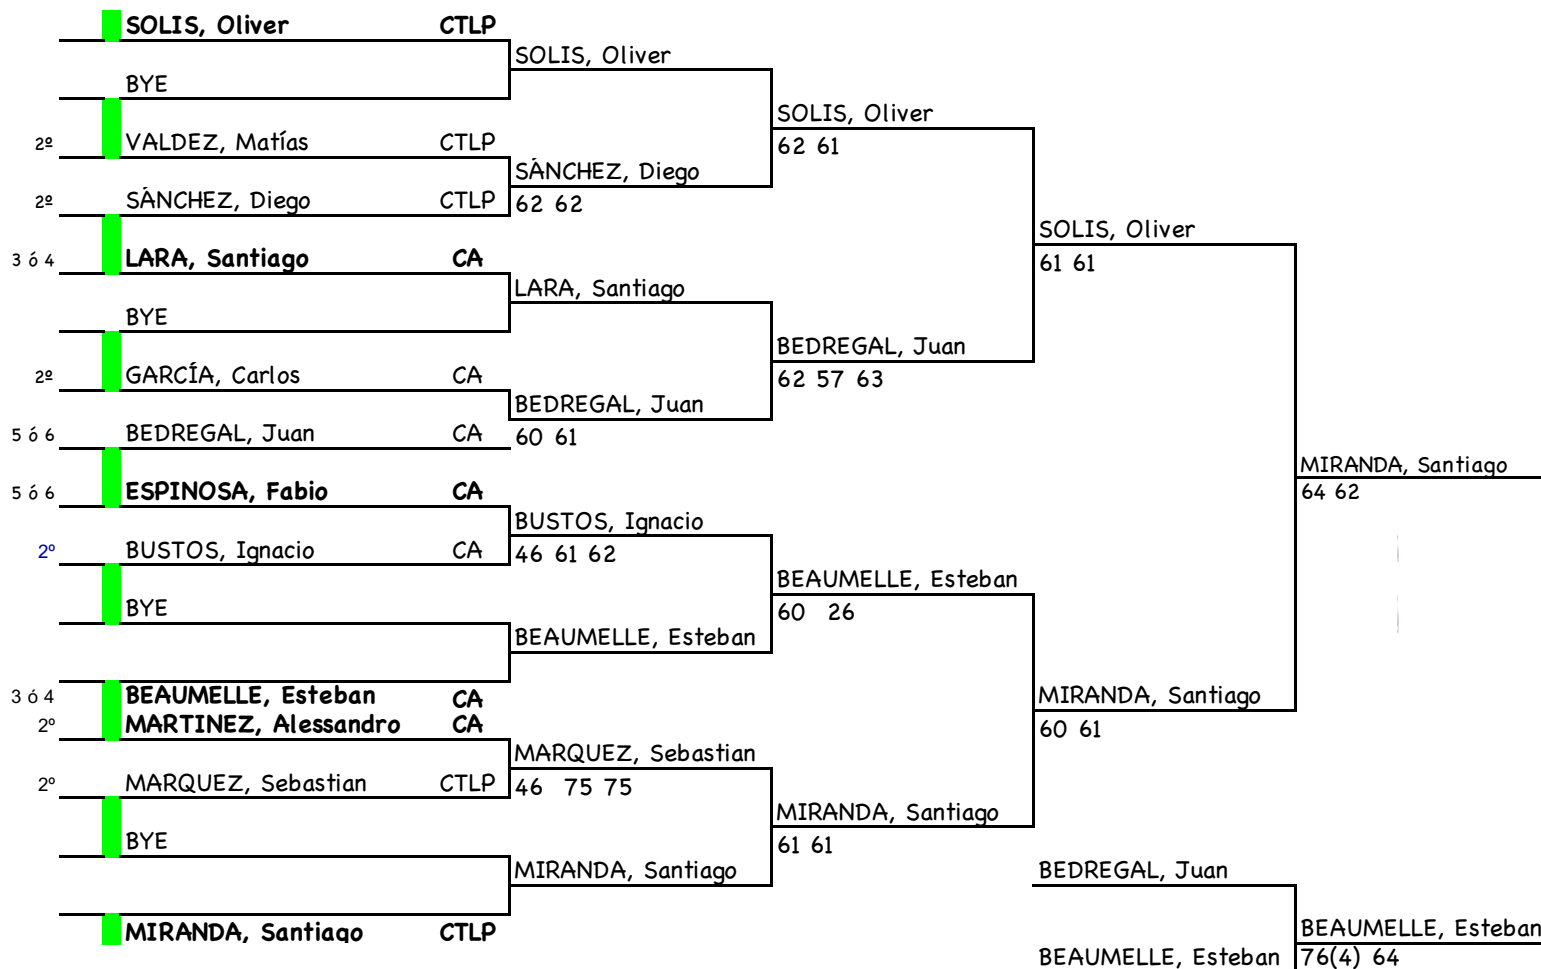 SOLIS, Oliver CTLP
SOLIS, Oliver
BYE
SOLIS, Oliver
2º VALDEZ, Matías CTLP
62 61
SÁNCHEZ, Diego
2º SÁNCHEZ, Diego CTLP
62 62
SOLIS, Oliver
3 ó 4 LARA, Santiago CA
61 61
LARA, Santiago
BYE
BEDREGAL, Juan
2º GARCÍA, Carlos CA
62 57 63
BEDREGAL, Juan
5 ó 6 BEDREGAL, Juan CA
60 61
MIRANDA, Santiago
5 ó 6 ESPINOSA, Fabio CA
64 62
BUSTOS, Ignacio
2º BUSTOS, Ignacio CA
46 61 62
BEAUMELLE, Esteban
BYE
60 26
BEAUMELLE, Esteban
3 ó 4 BEAUMELLE, Esteban CA
MIRANDA, Santiago
2º MARTINEZ, Alessandro CA
60 61
MARQUEZ, Sebastian
2º MARQUEZ, Sebastian CTLP
46 75 75
MIRANDA, Santiago
BYE
61 61
MIRANDA, Santiago
BEDREGAL, Juan
MIRANDA, Santiago CTLP
BEAUMELLE, Esteban
BEAUMELLE, Esteban
76(4) 64